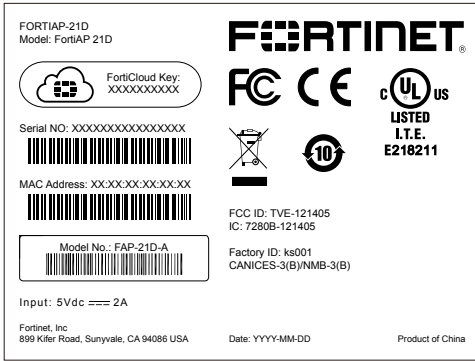 FORTIAP-21D
Model: FortiAP 21D
FortiCloud Key:
XXXXXXXXXX
Serial NO: XXXXXXXXXXXXXXXXX
MAC Address: XX:XX:XX:XX:XX:XX
Model No.: FAP-21D-A
Input: 5Vdc 2A
Fortinet, Inc
899 Kifer Road, Sunyvale, CA 94086 USA
FORTINET®
FC CE C UL US
LISTED
I.T.E.
E218211
10
FCC ID: TVE-121405
IC: 7280B-121405
Factory ID: ks001
CANICES-3(B)/NMB-3(B)
Date: YYYY-MM-DD
Product of China